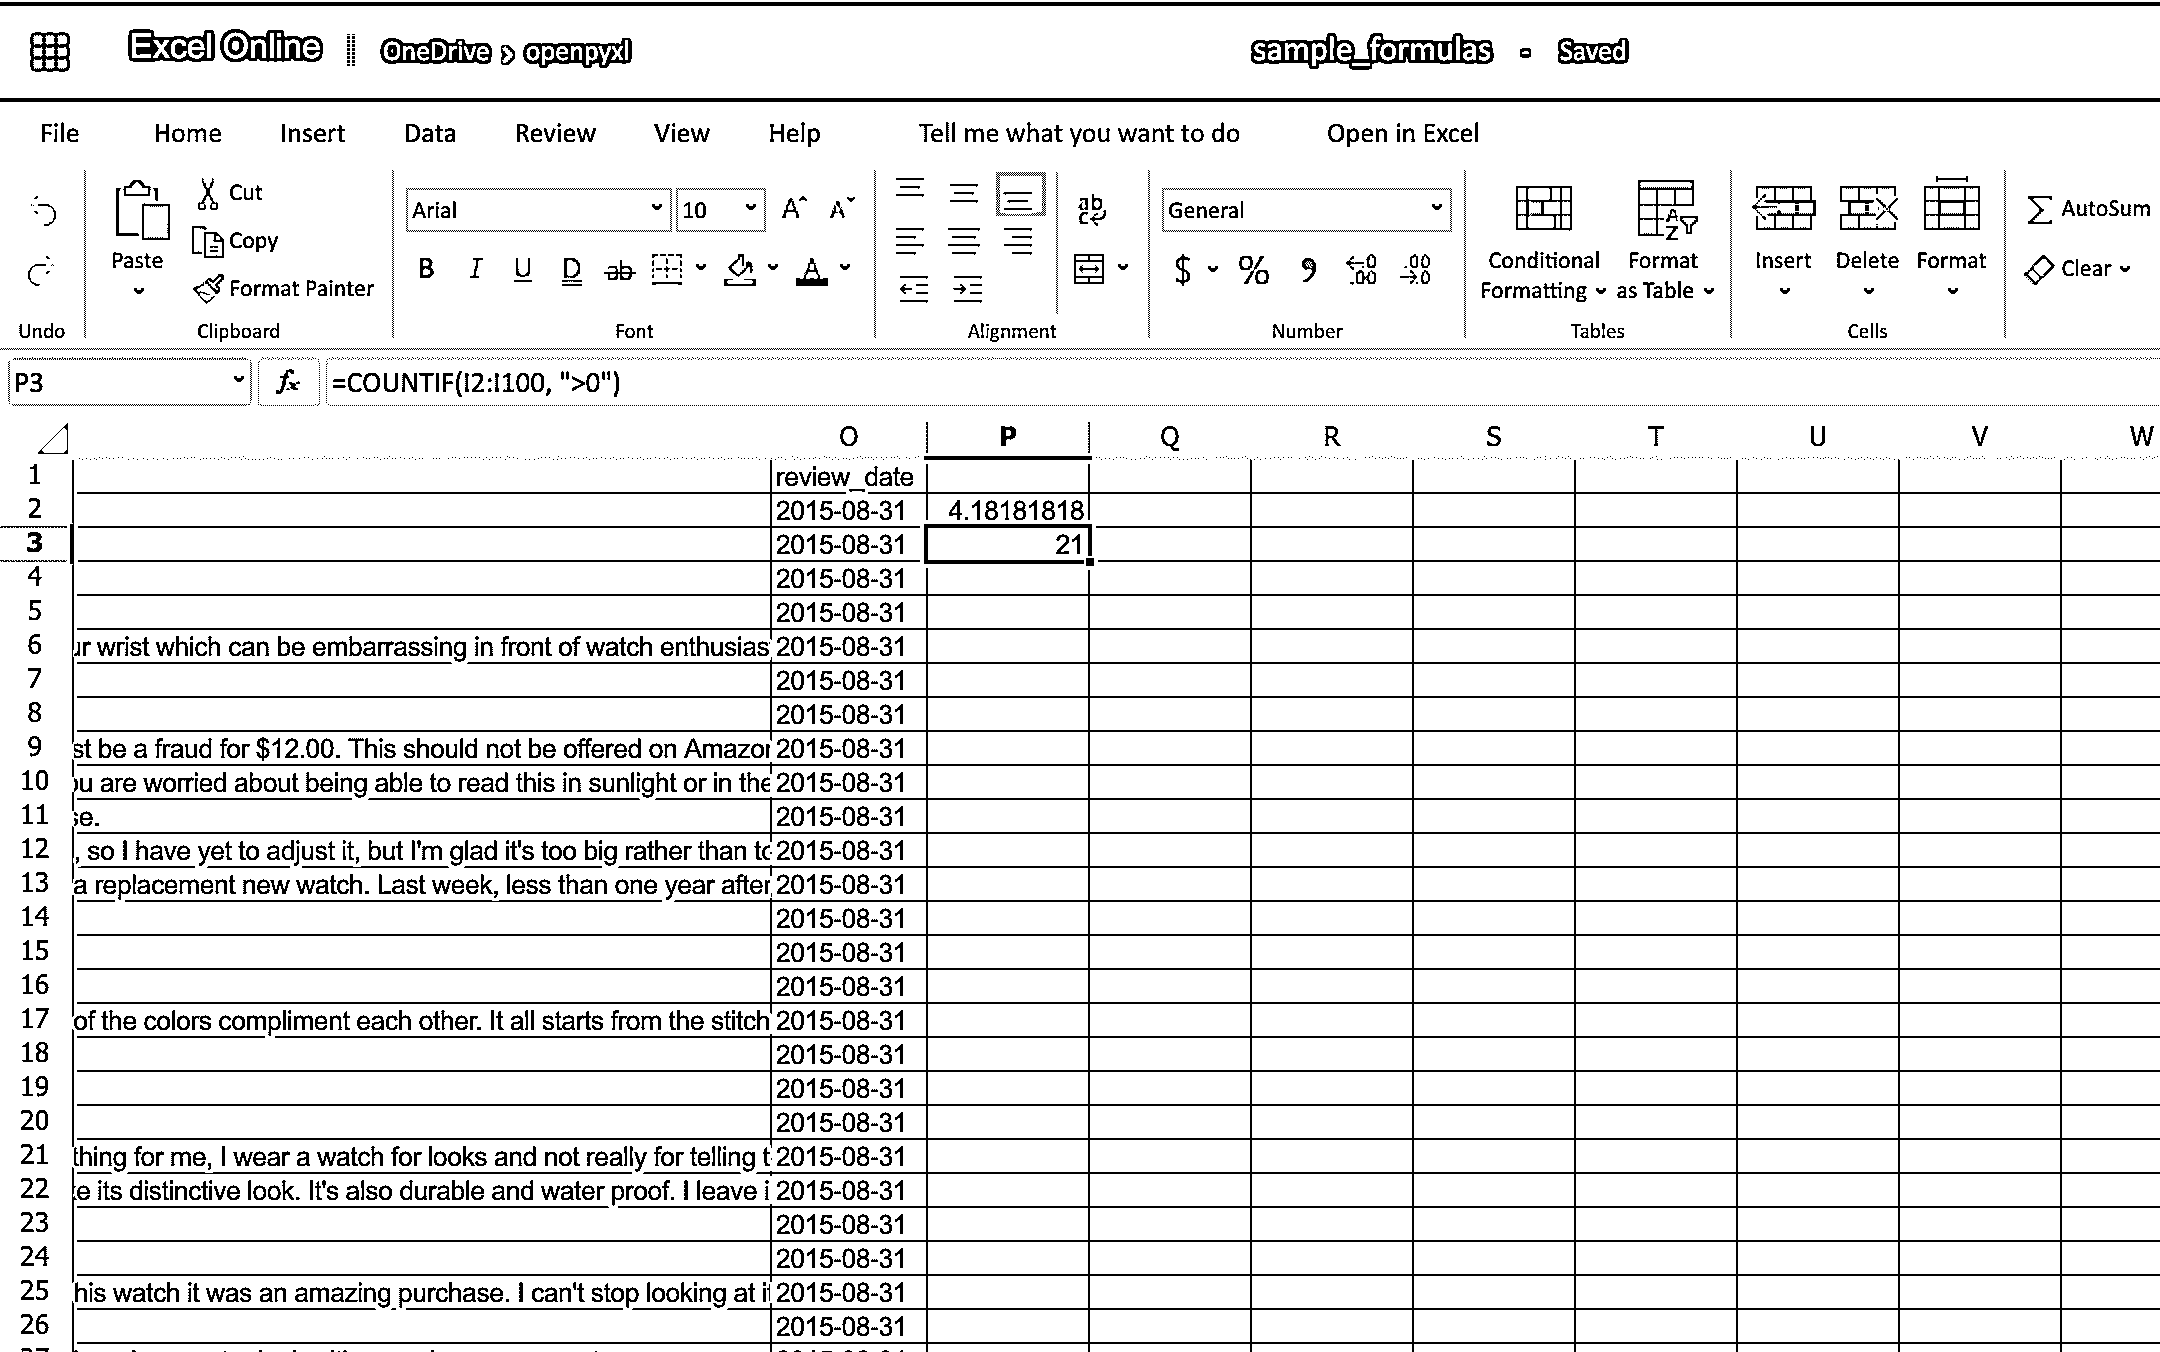 Excel Online OneDrive › openpyxl sample_formulas - Saved
File Home Insert Data Review View Help Tell me what you want to do Open in Excel
Cut
Copy
Paste
Format Painter
Undo Clipboard
Arial 10
B I U D ab A
Font
ab
c
Alignment
General
$ % 9 .0 .00 .00 .0
Number
Conditional Formatting
Format as Table
Tables
Insert Delete Format
Cells
AutoSum
Clear
P3 fx =COUNTIF(I2:I100, ">0")
O P Q R S T U V W
1 review_date
2 2015-08-31 4.18181818
3 2015-08-31 21
4 2015-08-31
5 2015-08-31
6 ur wrist which can be embarrassing in front of watch enthusias 2015-08-31
7 2015-08-31
8 2015-08-31
9 st be a fraud for $12.00. This should not be offered on Amazon 2015-08-31
10 ou are worried about being able to read this in sunlight or in the 2015-08-31
11 se. 2015-08-31
12 , so I have yet to adjust it, but I'm glad it's too big rather than to 2015-08-31
13 a replacement new watch. Last week, less than one year after 2015-08-31
14 2015-08-31
15 2015-08-31
16 2015-08-31
17 of the colors compliment each other. It all starts from the stitch 2015-08-31
18 2015-08-31
19 2015-08-31
20 2015-08-31
21 thing for me, I wear a watch for looks and not really for telling t 2015-08-31
22 e its distinctive look. It's also durable and water proof. I leave i 2015-08-31
23 2015-08-31
24 2015-08-31
25 his watch it was an amazing purchase. I can't stop looking at it 2015-08-31
26 2015-08-31